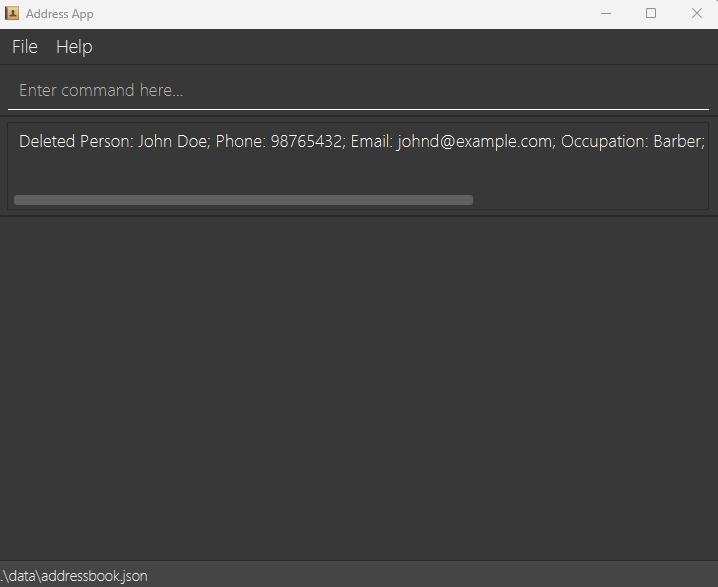 Address App
File Help
Enter command here...
Deleted Person: John Doe; Phone: 98765432; Email: johnd@example.com; Occupation: Barber;
.\data\addressbook.json